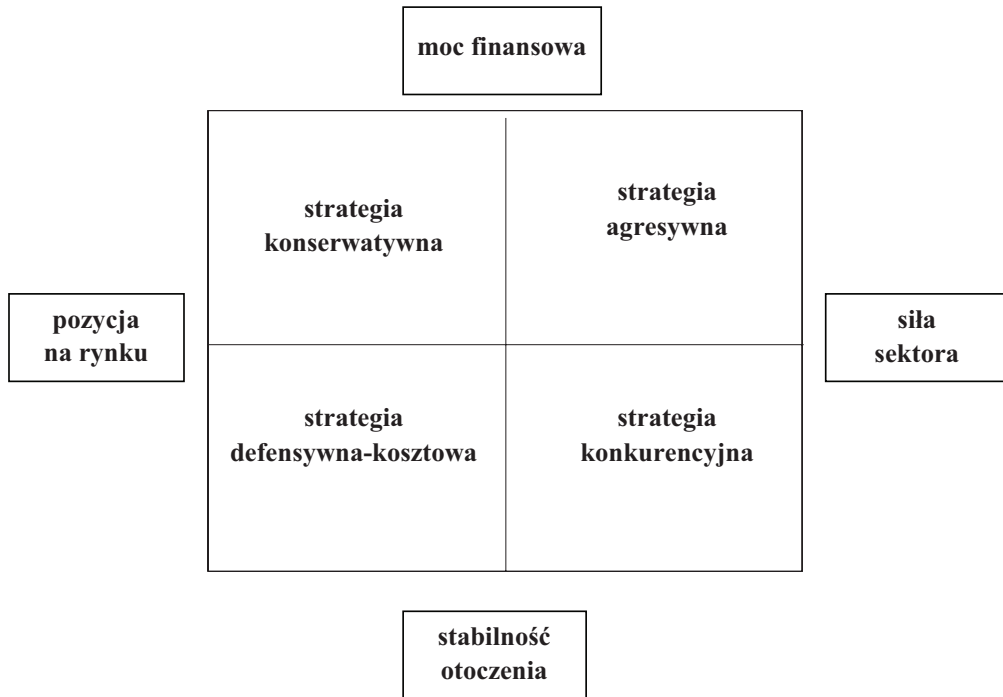 moc finansowa
strategia
konserwatywna
strategia
agresywna
pozycja
na rynku
siła
sektora
strategia
defensywna-kosztowa
strategia
konkurencyjna
stabilność
otoczenia